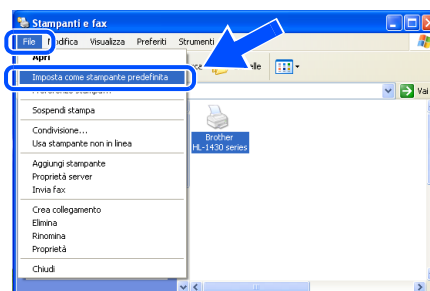 Stampanti e fax
File Modifica Visualizza Preferiti Strumenti
Apri
Imposta come stampante predefinita
Sospendi stampa
Condivisione...
Usa stampante non in linea
Aggiungi stampante
Proprietà server
Invia fax
Crea collegamento
Elimina
Rinomina
Proprietà
Chiudi
Vai
Brother
HL-1430 series